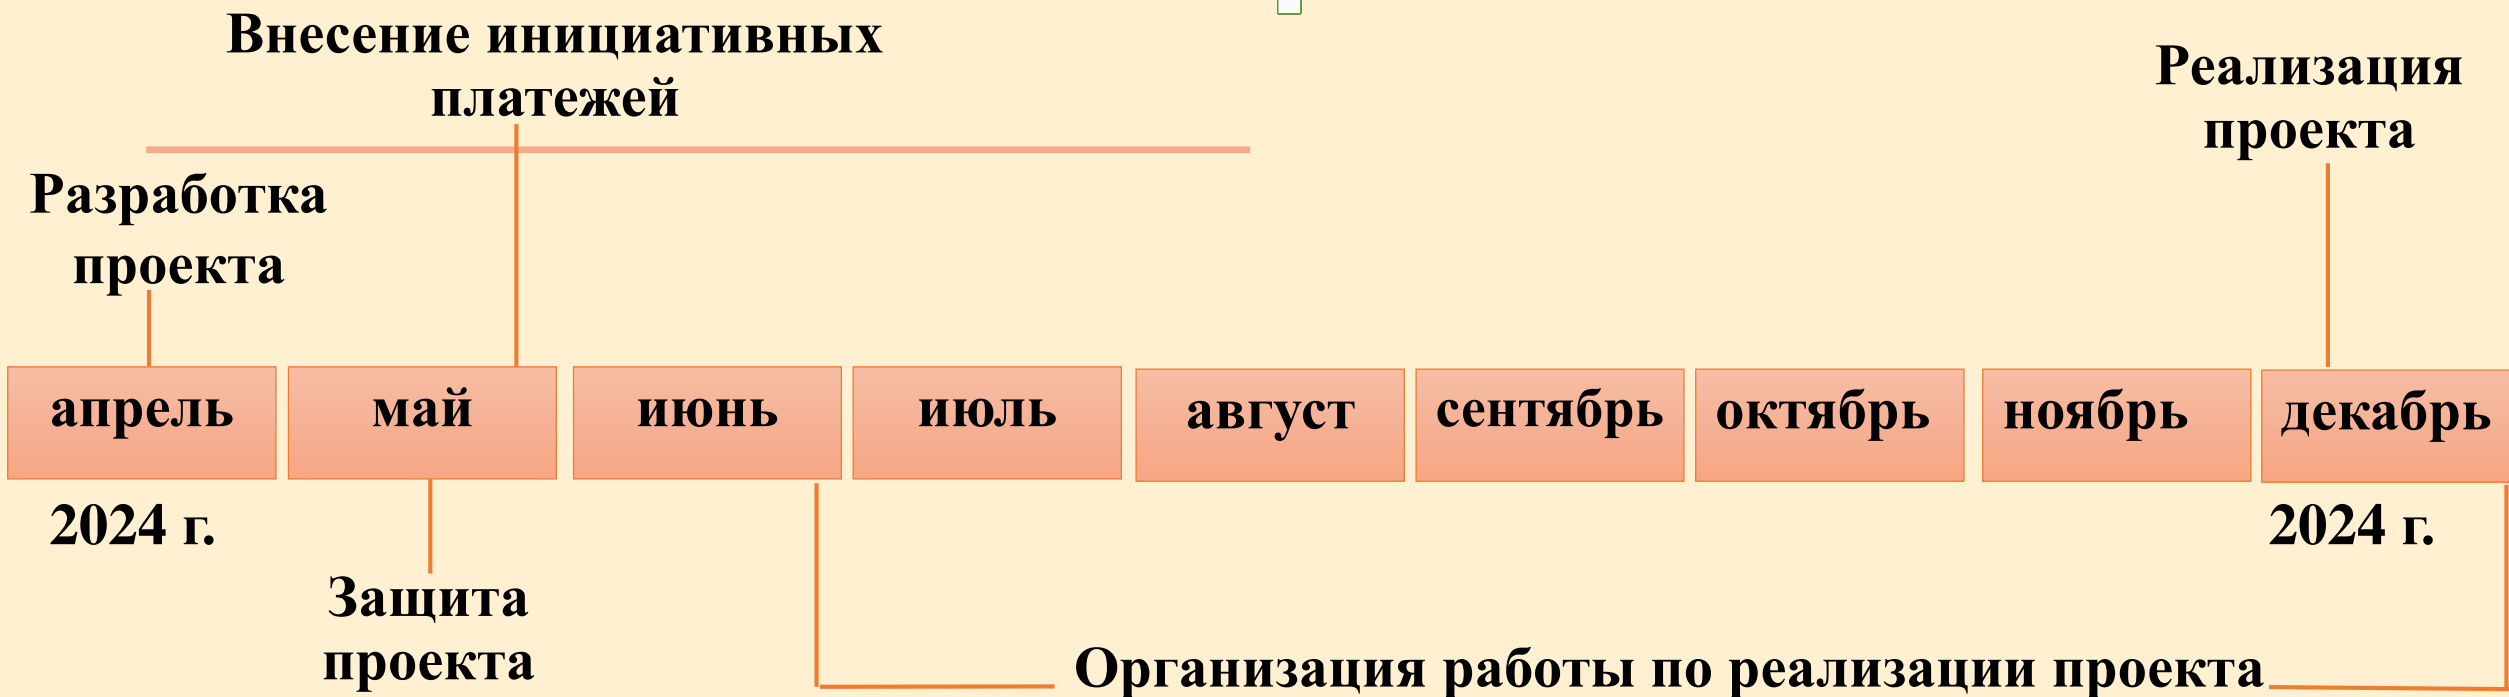 Внесение инициативных
платежей
Реализация
проекта
Разработка
проекта
апрель
май
июнь
июль
август
сентябрь
октябрь
ноябрь
декабрь
2024 г.
2024 г.
Защита
проекта
Организация работы по реализации проекта